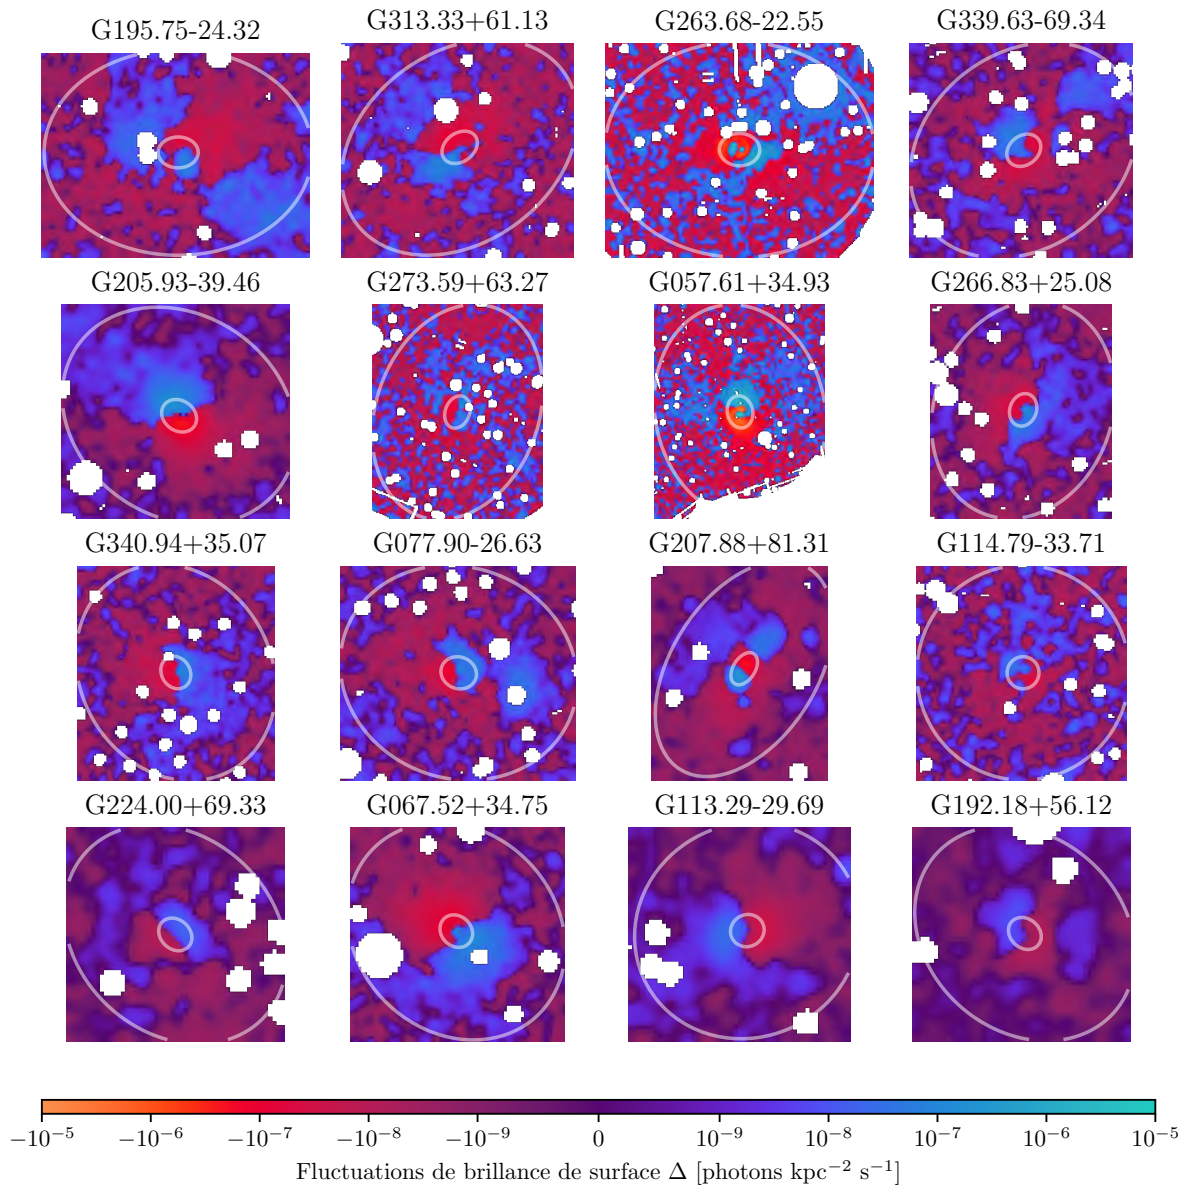 G195.75-24.32 G313.33+61.13 G263.68-22.55 G339.63-69.34
G205.93-39.46 G273.59+63.27 G057.61+34.93 G266.83+25.08
G340.94+35.07 G077.90-26.63 G207.88+81.31 G114.79-33.71
G224.00+69.33 G067.52+34.75 G113.29-29.69 G192.18+56.12
−10⁻⁵ −10⁻⁶ −10⁻⁷ −10⁻⁸ −10⁻⁹ 0 10⁻⁹ 10⁻⁸ 10⁻⁷ 10⁻⁶ 10⁻⁵
Fluctuations de brillance de surface Δ [photons kpc⁻² s⁻¹]